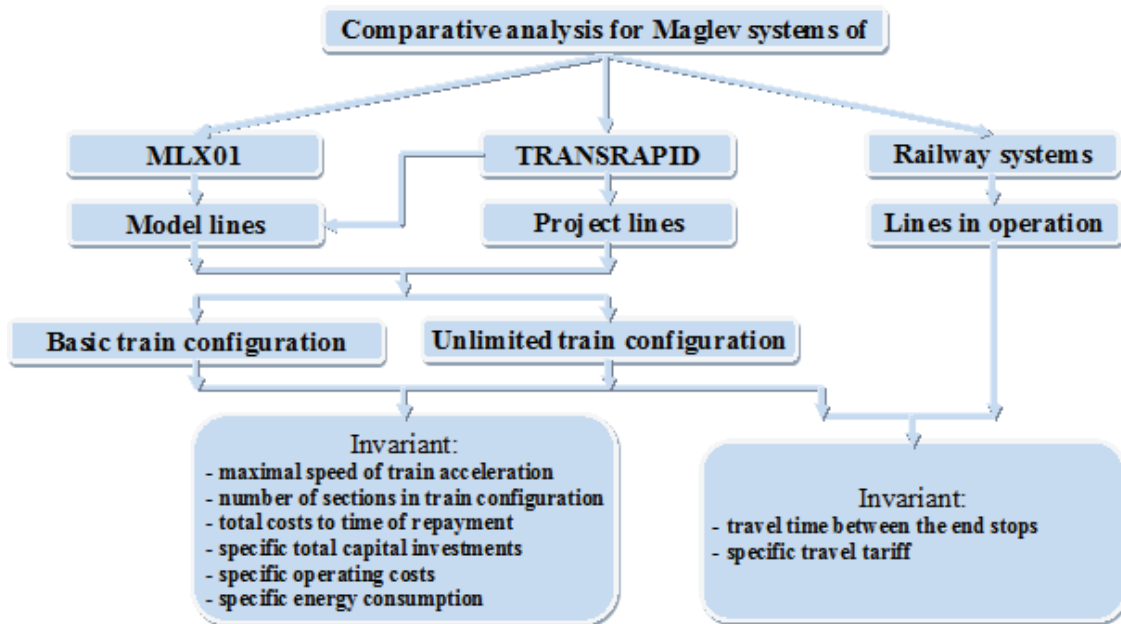 Comparative analysis for Maglev systems of
MLX01
TRANSRAPID
Railway systems
Model lines
Project lines
Lines in operation
Basic train configuration
Unlimited train configuration
Invariant:
- maximal speed of train acceleration
- number of sections in train configuration
- total costs to time of repayment
- specific total capital investments
- specific operating costs
- specific energy consumption
Invariant:
- travel time between the end stops
- specific travel tariff